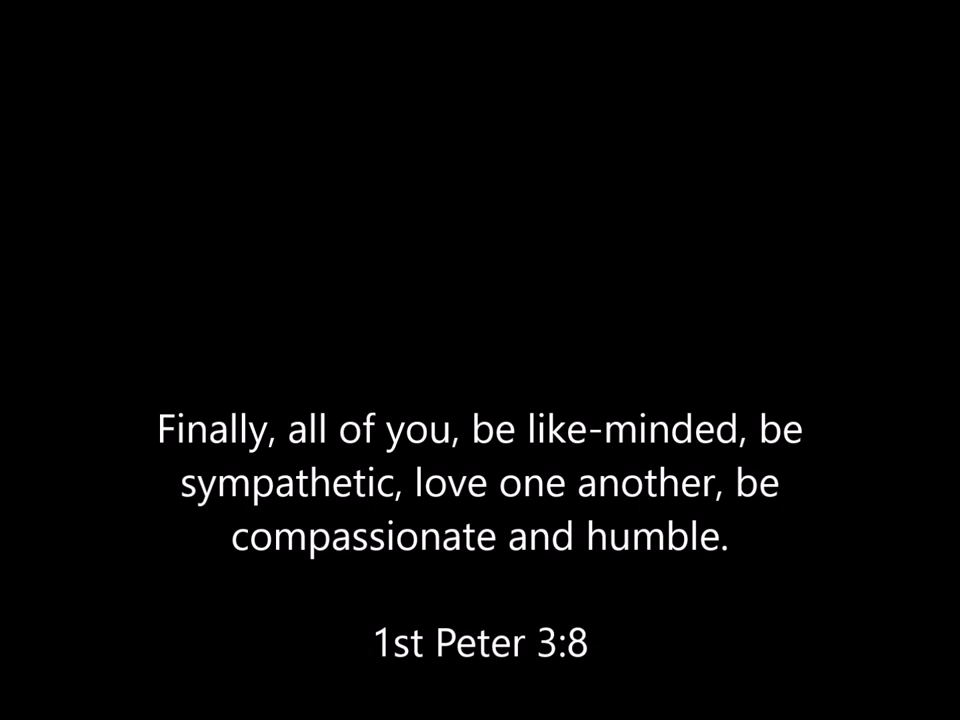 Finally, all of you, be like-minded, be
sympathetic, love one another, be
compassionate and humble.
1st Peter 3:8